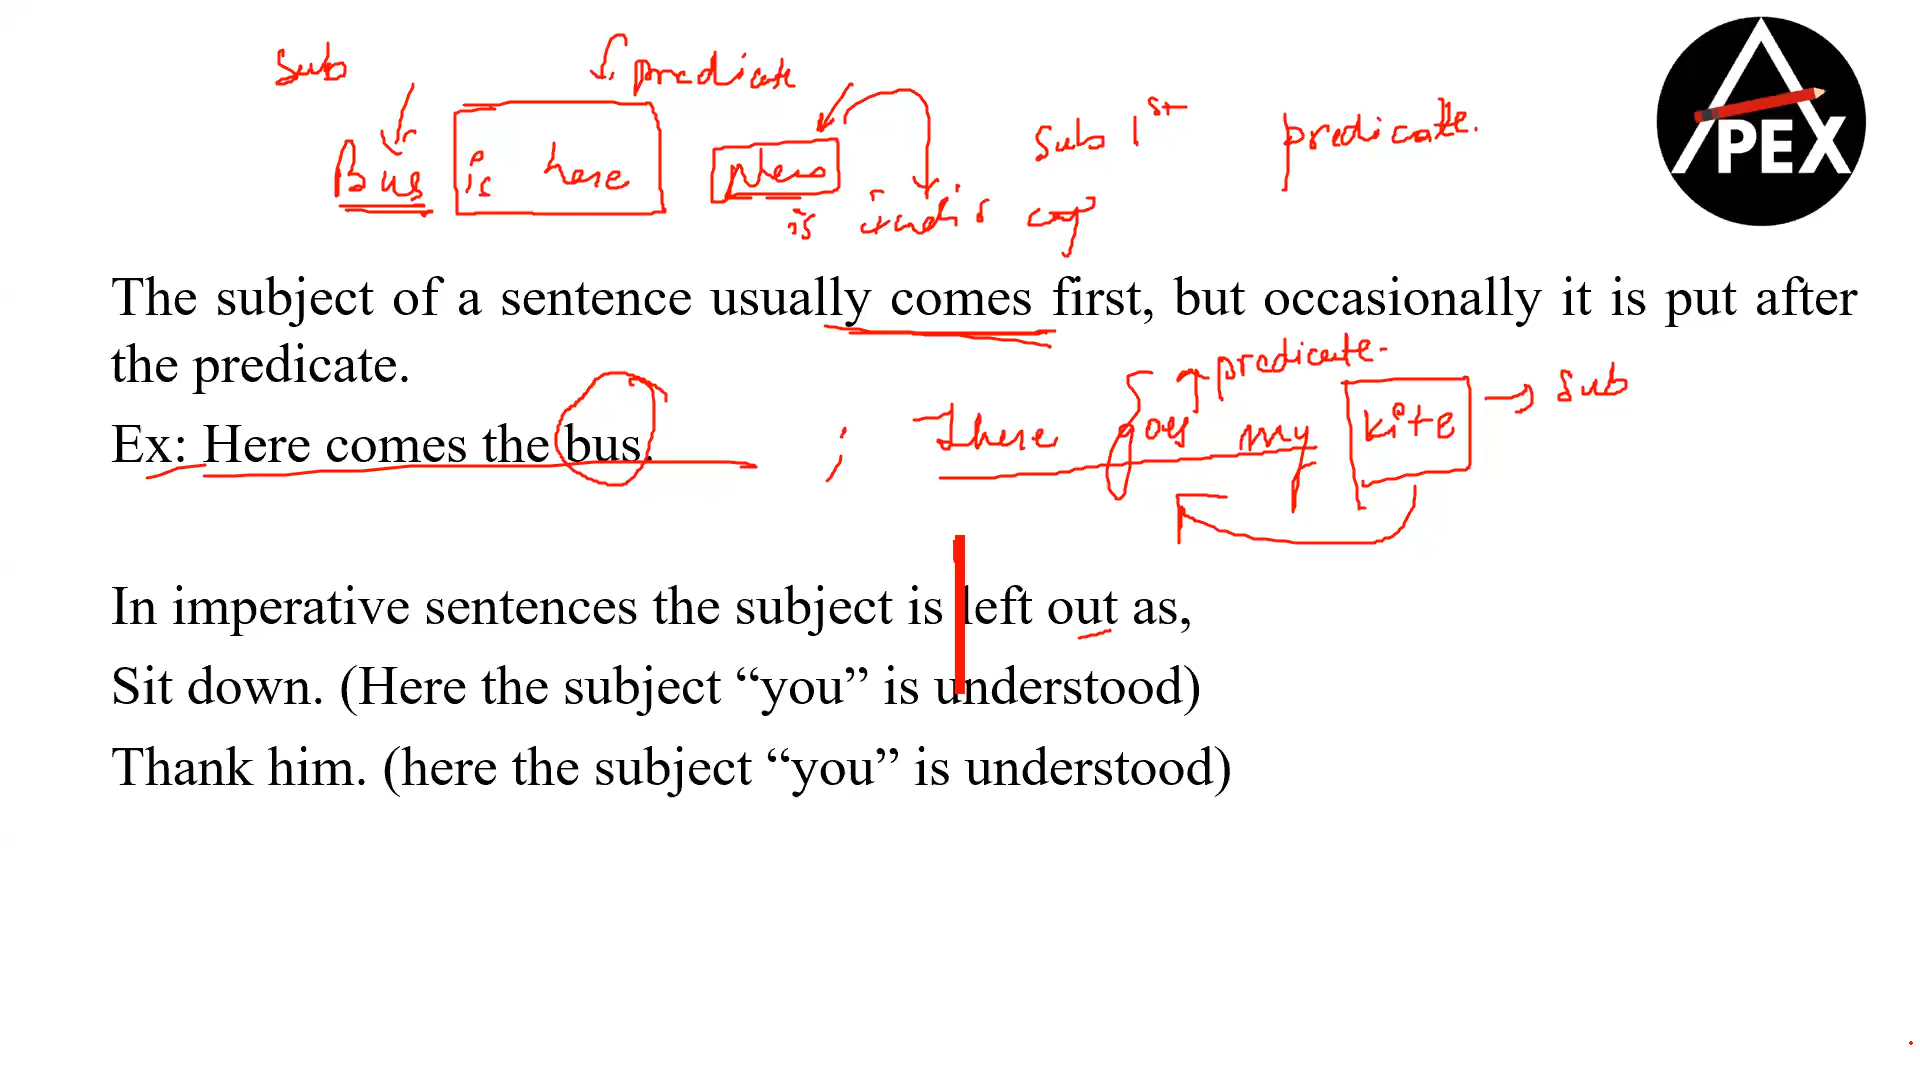 Sub predicate
Sub 1st predicate.
Bus is here
is cap
APEX
The subject of a sentence usually comes first, but occasionally it is put after
the predicate.
predicate.
Sub
Ex: Here comes the bus. ; There goes my kite
In imperative sentences the subject is left out as,
Sit down. (Here the subject “you” is understood)
Thank him. (here the subject “you” is understood)